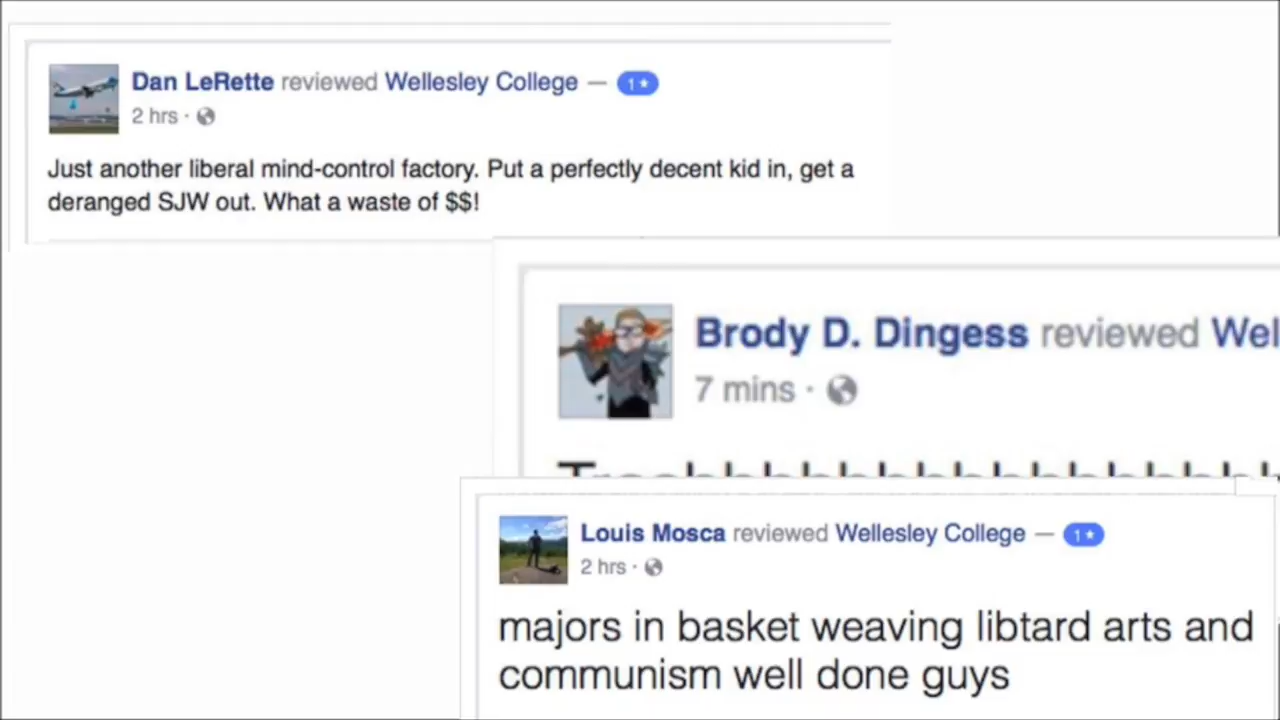 Dan LeRette reviewed Wellesley College — 1★
2 hrs ·
Just another liberal mind-control factory. Put a perfectly decent kid in, get a
deranged SJW out. What a waste of $$!
Brody D. Dingess reviewed Wel
7 mins ·
Louis Mosca reviewed Wellesley College — 1★
2 hrs ·
majors in basket weaving libtard arts and
communism well done guys